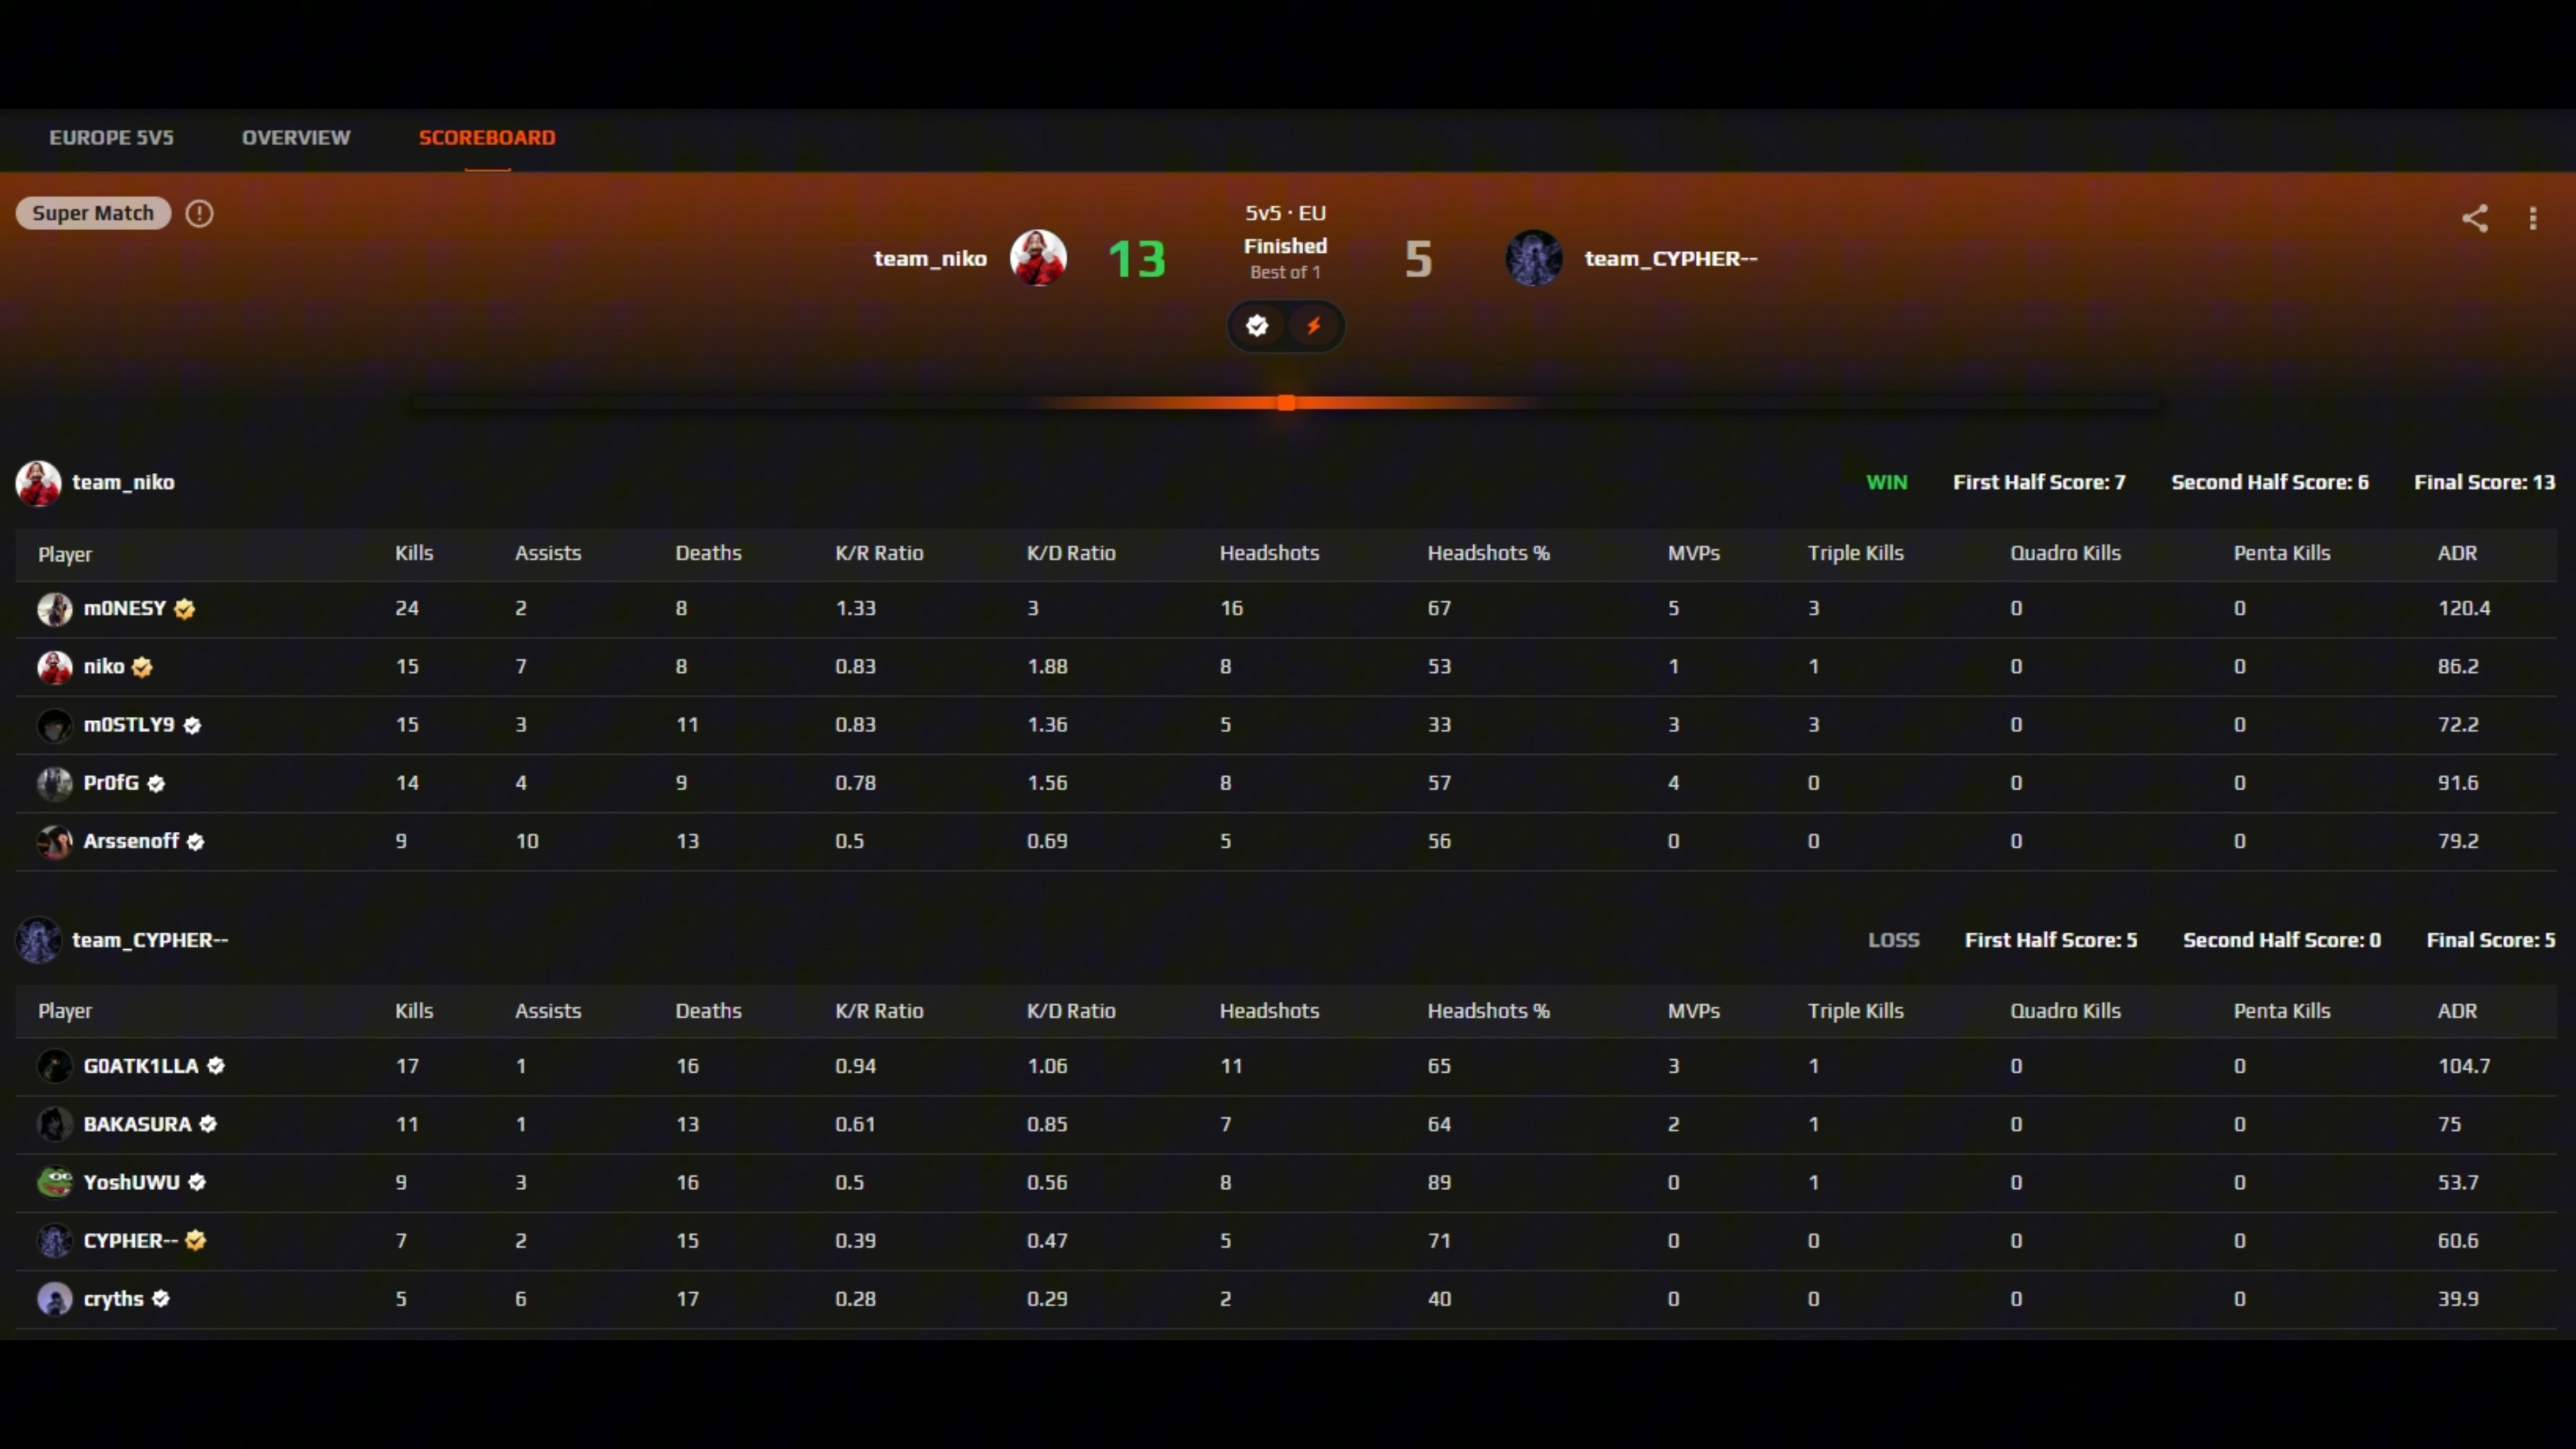 EUROPE 5V5 OVERVIEW SCOREBOARD
Super Match
5v5 · EU
team_niko 13 Finished 5 team_CYPHER--
Best of 1
team_niko WIN First Half Score: 7 Second Half Score: 6 Final Score: 13
Player Kills Assists Deaths K/R Ratio K/D Ratio Headshots Headshots % MVPs Triple Kills Quadro Kills Penta Kills ADR
m0NESY 24 2 8 1.33 3 16 67 5 3 0 0 120.4
niko 15 7 8 0.83 1.88 8 53 1 1 0 0 86.2
m0STLY9 15 3 11 0.83 1.36 5 33 3 3 0 0 72.2
Pr0fG 14 4 9 0.78 1.56 8 57 4 0 0 0 91.6
Arssenoff 9 10 13 0.5 0.69 5 56 0 0 0 0 79.2
team_CYPHER-- LOSS First Half Score: 5 Second Half Score: 0 Final Score: 5
Player Kills Assists Deaths K/R Ratio K/D Ratio Headshots Headshots % MVPs Triple Kills Quadro Kills Penta Kills ADR
G0ATK1LLA 17 1 16 0.94 1.06 11 65 3 1 0 0 104.7
BAKASURA 11 1 13 0.61 0.85 7 64 2 1 0 0 75
YoshUWU 9 3 16 0.5 0.56 8 89 0 1 0 0 53.7
CYPHER-- 7 2 15 0.39 0.47 5 71 0 0 0 0 60.6
cryths 5 6 17 0.28 0.29 2 40 0 0 0 0 39.9